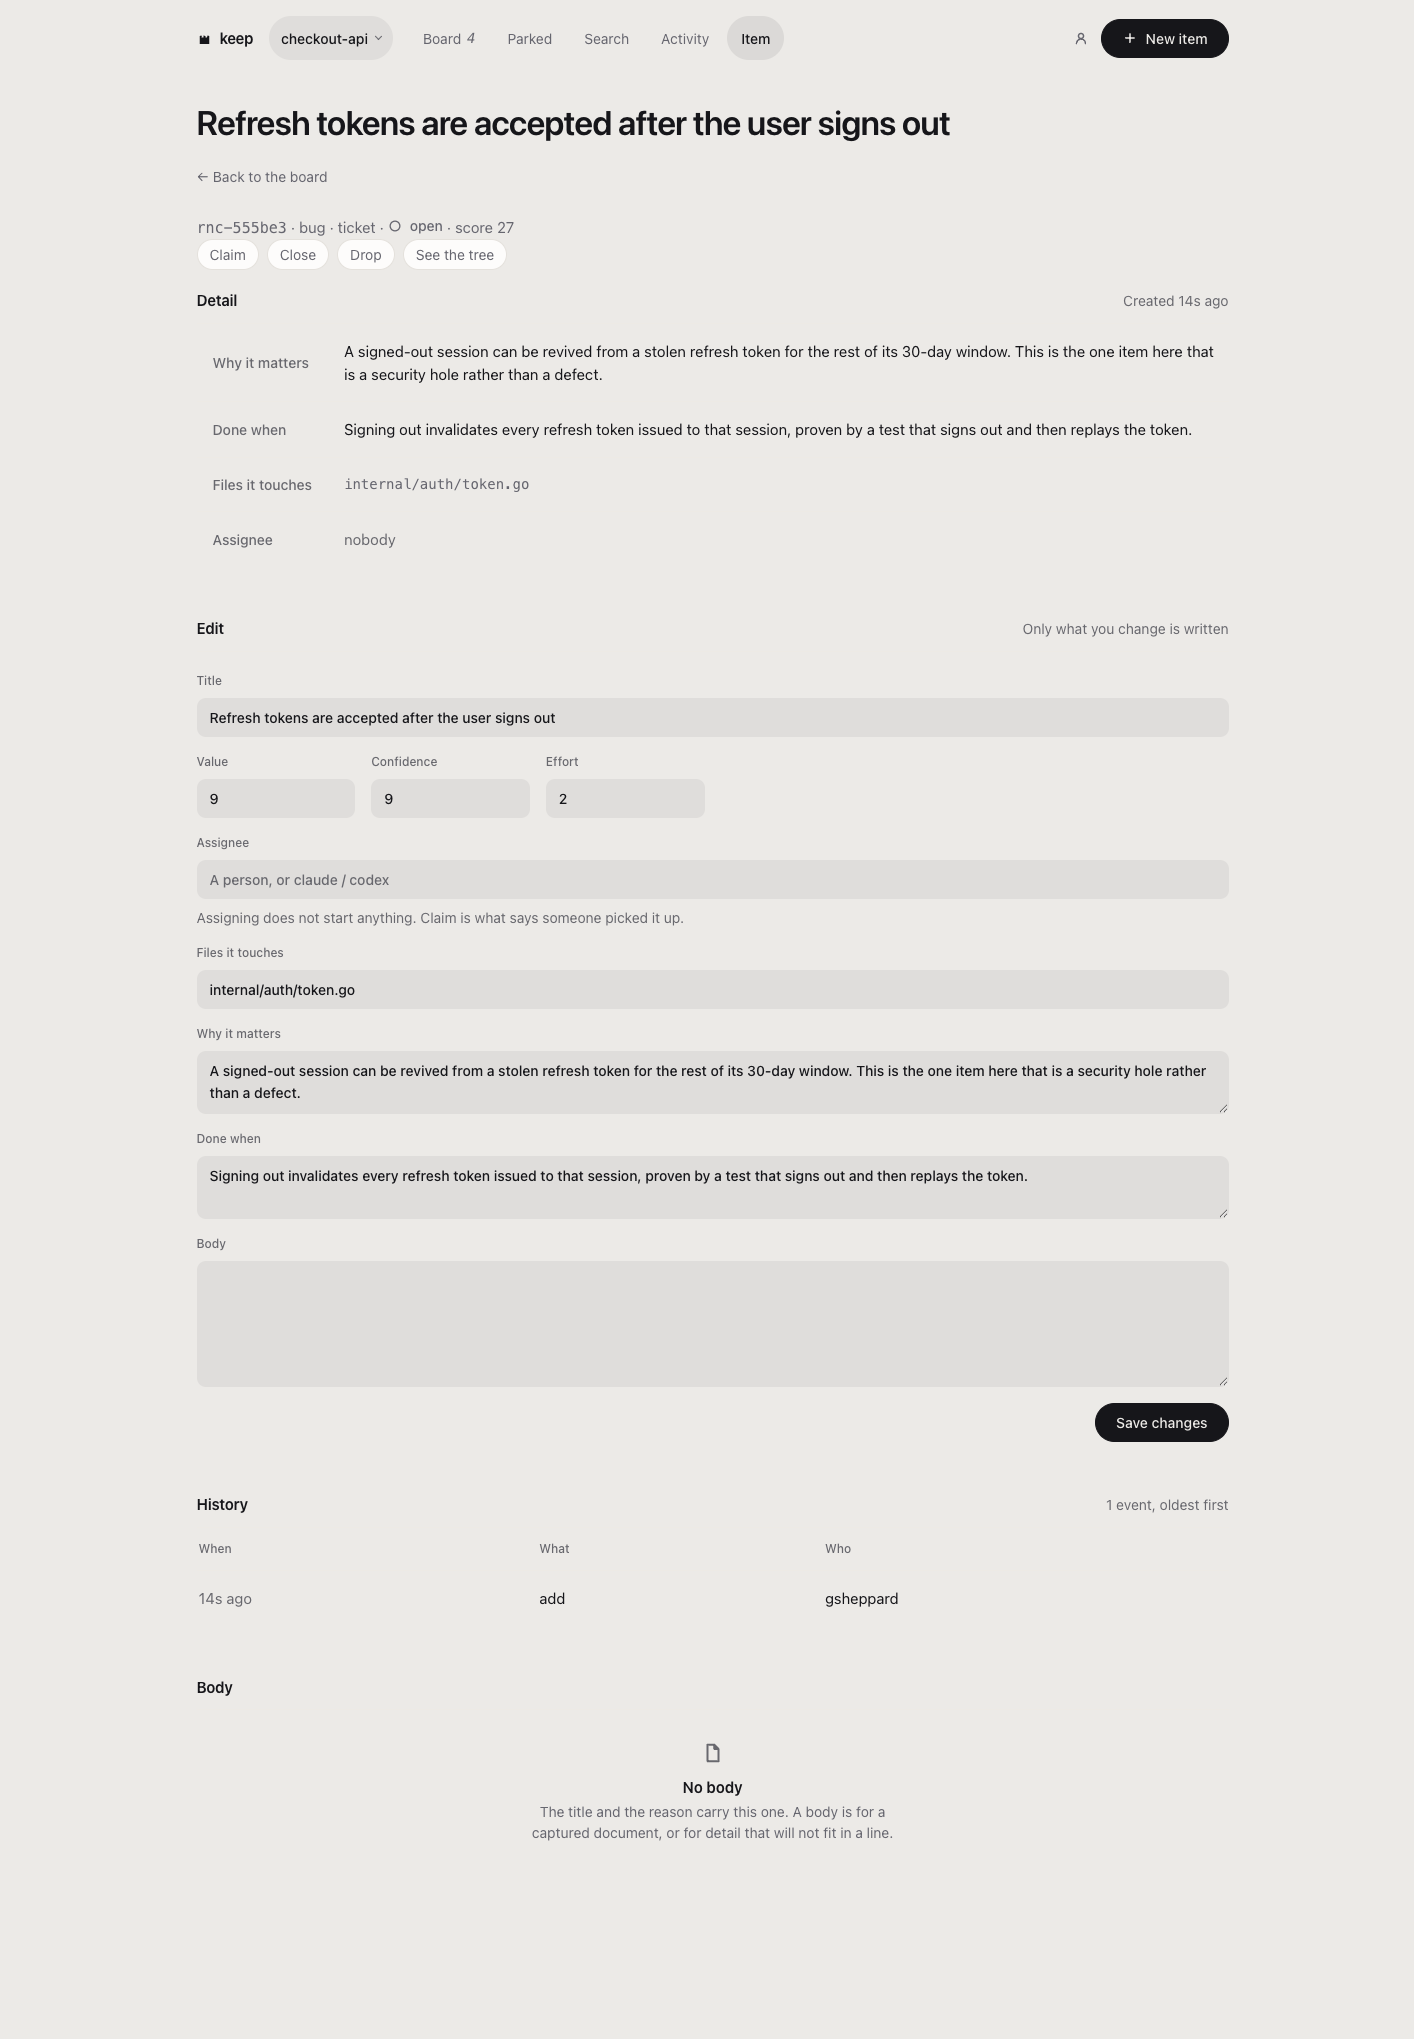 keep checkout-api Board 4 Parked Search Activity Item New item
Refresh tokens are accepted after the user signs out
← Back to the board
rnc-555be3 · bug · ticket · open · score 27
Claim Close Drop See the tree
Detail Created 14s ago
Why it matters
A signed-out session can be revived from a stolen refresh token for the rest of its 30-day window. This is the one item here that
is a security hole rather than a defect.
Done when Signing out invalidates every refresh token issued to that session, proven by a test that signs out and then replays the token.
Files it touches internal/auth/token.go
Assignee nobody
Edit Only what you change is written
Title
Refresh tokens are accepted after the user signs out
Value Confidence Effort
9 9 2
Assignee
A person, or claude / codex
Assigning does not start anything. Claim is what says someone picked it up.
Files it touches
internal/auth/token.go
Why it matters
A signed-out session can be revived from a stolen refresh token for the rest of its 30-day window. This is the one item here that is a security hole rather
than a defect.
Done when
Signing out invalidates every refresh token issued to that session, proven by a test that signs out and then replays the token.
Body
Save changes
History 1 event, oldest first
When What Who
14s ago add gsheppard
Body
No body
The title and the reason carry this one. A body is for a
captured document, or for detail that will not fit in a line.